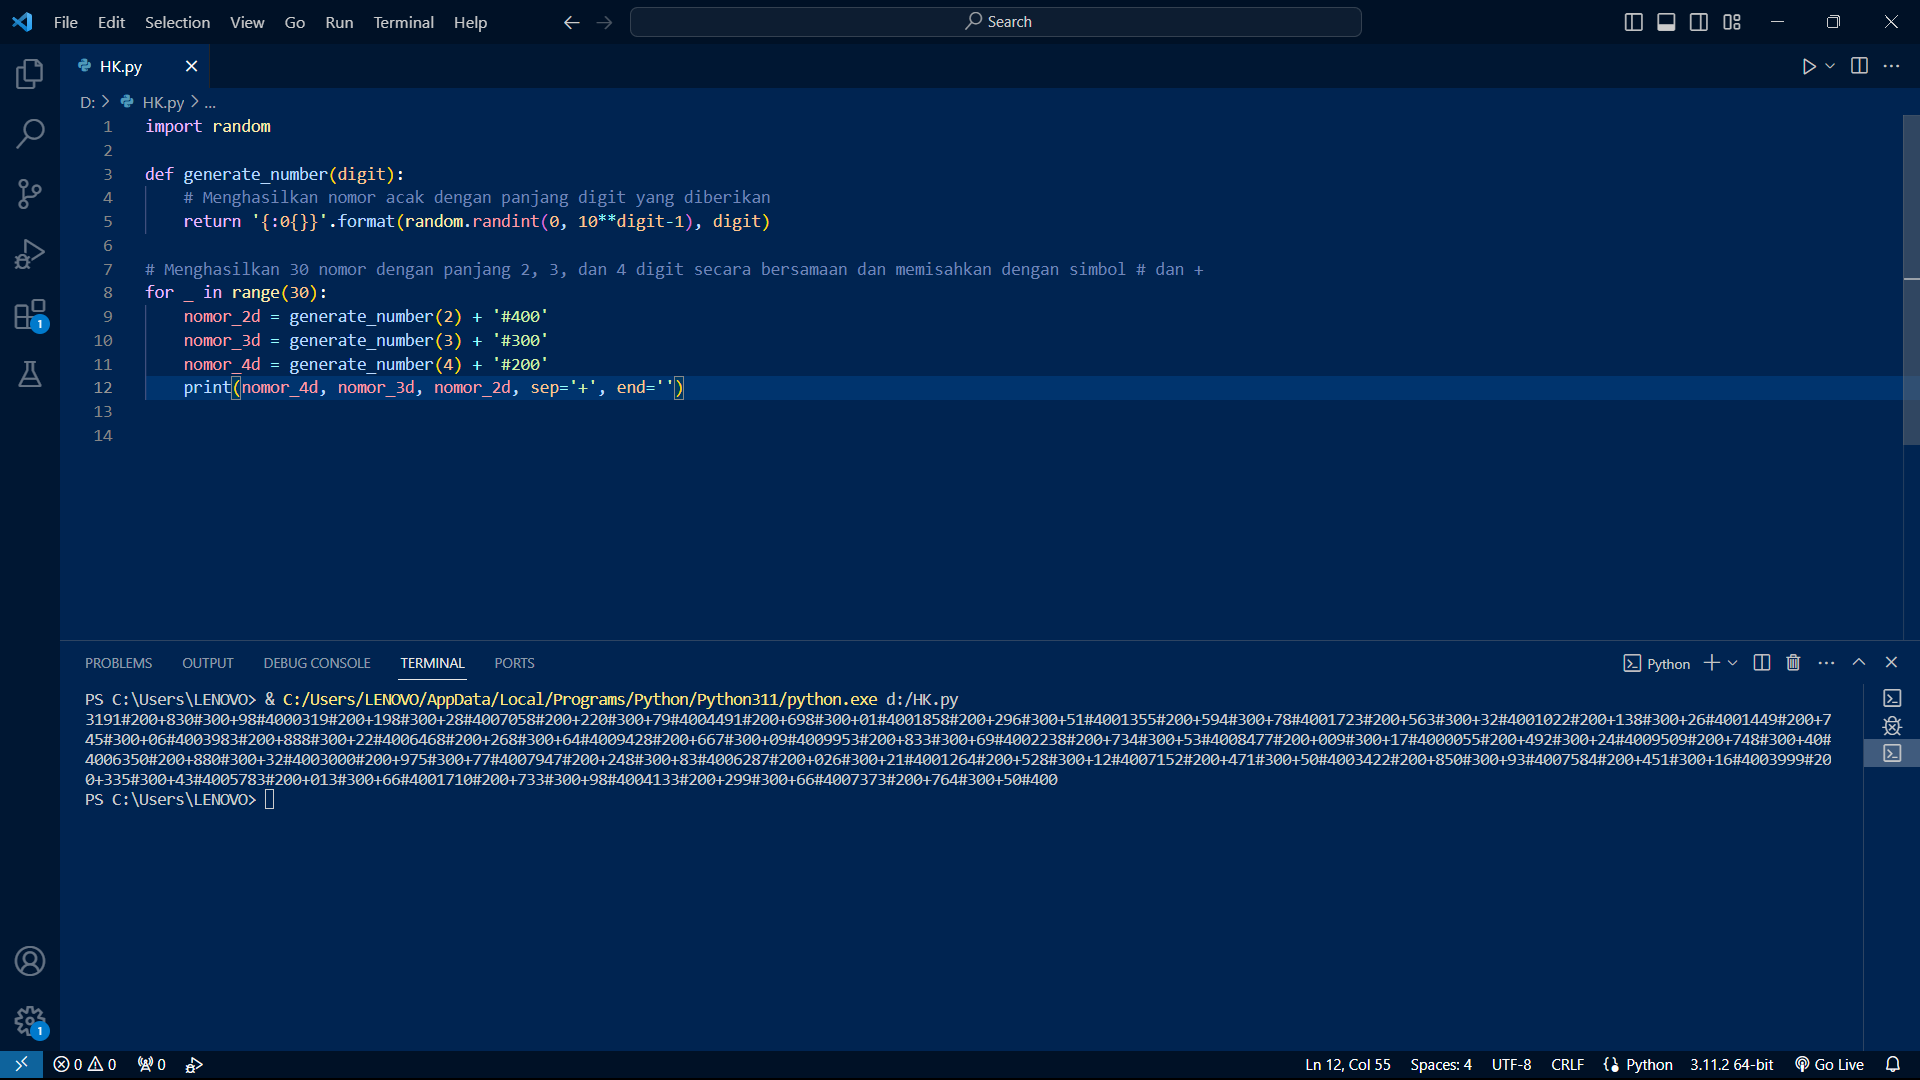 File Edit Selection View Go Run Terminal Help
Search
HK.py
D: > HK.py > ...
1 import random
2
3 def generate_number(digit):
4     # Menghasilkan nomor acak dengan panjang digit yang diberikan
5     return '{:0{}}'.format(random.randint(0, 10**digit-1), digit)
6
7 # Menghasilkan 30 nomor dengan panjang 2, 3, dan 4 digit secara bersamaan dan memisahkan dengan simbol # dan +
8 for _ in range(30):
9     nomor_2d = generate_number(2) + '#400'
10     nomor_3d = generate_number(3) + '#300'
11     nomor_4d = generate_number(4) + '#200'
12     print(nomor_4d, nomor_3d, nomor_2d, sep='+', end='')
13
14
1
PROBLEMS OUTPUT DEBUG CONSOLE TERMINAL PORTS
Python
PS C:\Users\LENOVO> & C:/Users/LENOVO/AppData/Local/Programs/Python/Python311/python.exe d:/HK.py
3191#200+830#300+98#4000319#200+198#300+28#4007058#200+220#300+79#4004491#200+698#300+01#4001858#200+296#300+51#4001355#200+594#300+78#4001723#200+563#300+32#4001022#200+138#300+26#4001449#200+7
45#300+06#4003983#200+888#300+22#4006468#200+268#300+64#4009428#200+667#300+09#4009953#200+833#300+69#4002238#200+734#300+53#4008477#200+009#300+17#4000055#200+492#300+24#4009509#200+748#300+40#
4006350#200+880#300+32#4003000#200+975#300+77#4007947#200+248#300+83#4006287#200+026#300+21#4001264#200+528#300+12#4007152#200+471#300+50#4003422#200+850#300+93#4007584#200+451#300+16#4003999#20
0+335#300+43#4005783#200+013#300+66#4001710#200+733#300+98#4004133#200+299#300+66#4007373#200+764#300+50#400
PS C:\Users\LENOVO>
1
0 0 0
Ln 12, Col 55 Spaces: 4 UTF-8 CRLF Python 3.11.2 64-bit Go Live